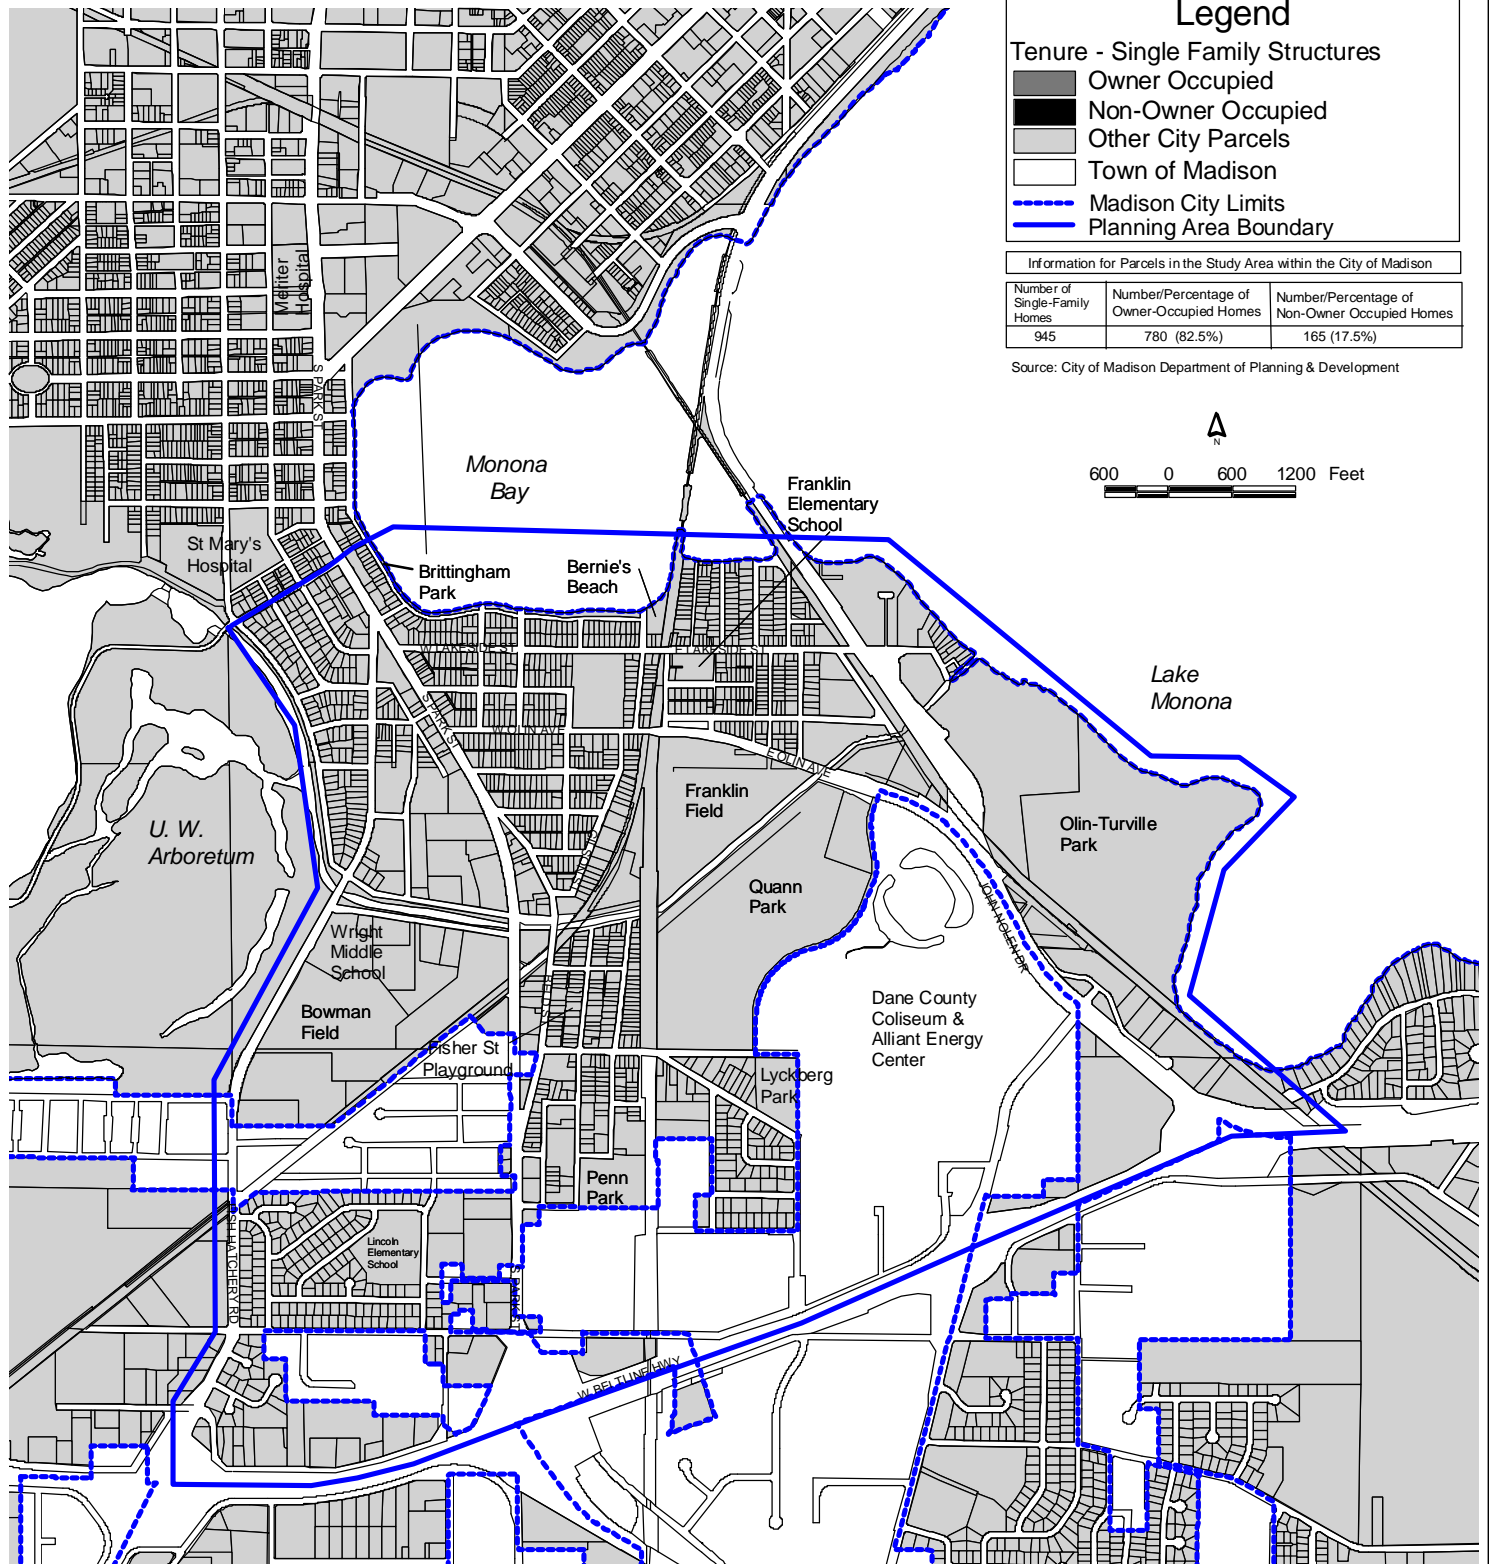 Legend
Tenure - Single Family Structures
Owner Occupied
Non-Owner Occupied
Other City Parcels
Town of Madison
Madison City Limits
Planning Area Boundary
Information for Parcels in the Study Area within the City of Madison
Number of
Single-Family
Homes
Number/Percentage of
Owner-Occupied Homes
Number/Percentage of
Non-Owner Occupied Homes
945
780 (82.5%)
165 (17.5%)
Source: City of Madison Department of Planning & Development
N
600 0 600 1200 Feet
Meriter
Hospital
S PARK ST
Monona
Bay
Franklin
Elementary
School
St Mary's
Hospital
Brittingham
Park
Bernie's
Beach
W LAKESIDE ST
E LAKESIDE ST
Lake
Monona
S PARK ST
W OLIN AVE
E OLIN AVE
Franklin
Field
U. W.
Arboretum
Olin-Turville
Park
GILSON ST
Quann
Park
JOHN NOLEN DR
Wright
Middle
School
Bowman
Field
Dane County
Coliseum &
Alliant Energy
Center
Fisher St
Playground
Lyckberg
Park
Penn
Park
FISH HATCHERY RD
Lincoln
Elementary
School
S PARK ST
W BELTLINE HWY